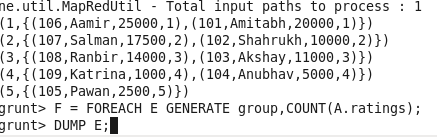 ne.util.MapRedUtil - Total input paths to process : 1
(1,{(106,Aamir,25000,1),(101,Amitabh,20000,1)})
(2,{(107,Salman,17500,2),(102,Shahrukh,10000,2)})
(3,{(108,Ranbir,14000,3),(103,Akshay,11000,3)})
(4,{(109,Katrina,1000,4),(104,Anubhav,5000,4)})
(5,{(105,Pawan,2500,5)})
grunt> F = FOREACH E GENERATE group,COUNT(A.ratings);
grunt> DUMP E;